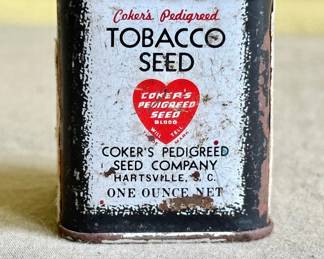 Coker's Pedigreed
TOBACCO
SEED
COKER'S
PEDIGREED
SEED
BLOOD
WILL TELL
COKER'S PEDIGREED
SEED COMPANY
HARTSVILLE, S. C.
ONE OUNCE NET